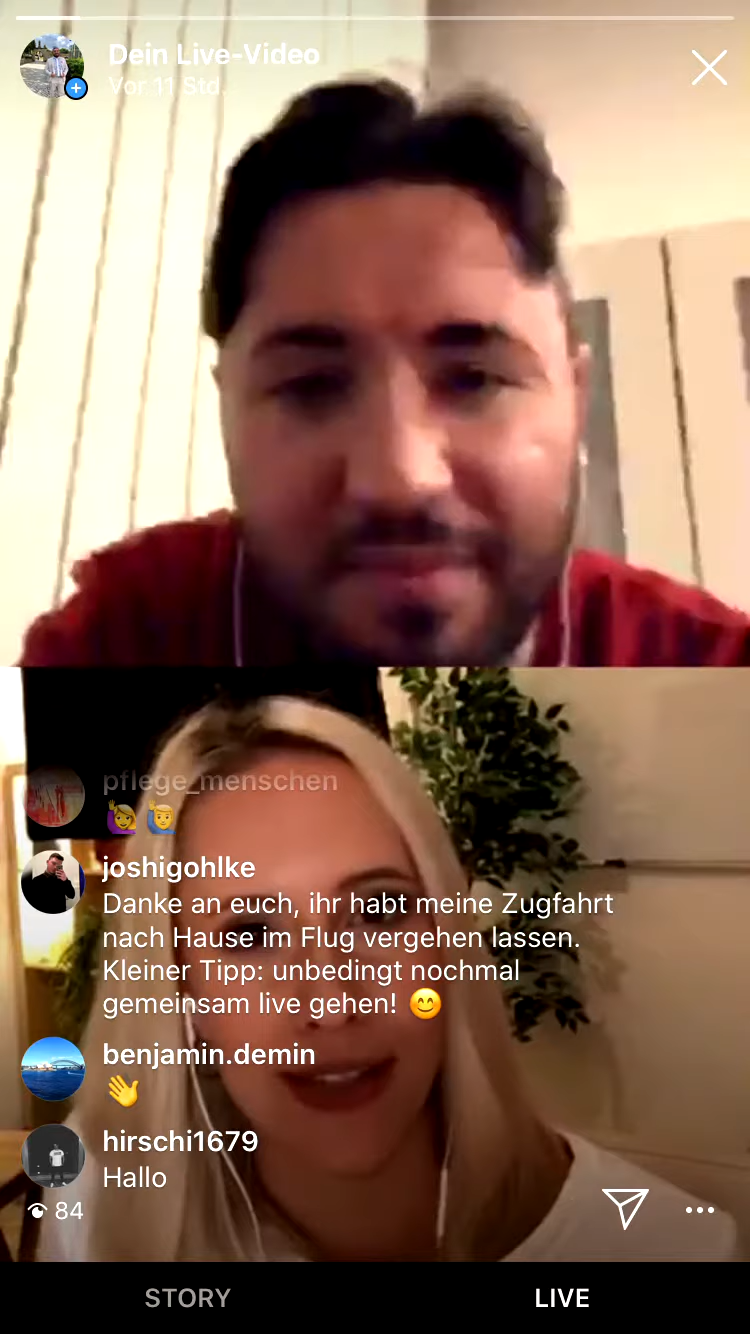 Dein Live-Video
Vor 11 Std.
pflege_menschen
🙋‍♀️ 🙋‍♂️
joshigohlke
Danke an euch, ihr habt meine Zugfahrt
nach Hause im Flug vergehen lassen.
Kleiner Tipp: unbedingt nochmal
gemeinsam live gehen! 😊
benjamin.demin
👋
hirschi1679
Hallo
84
STORY
LIVE